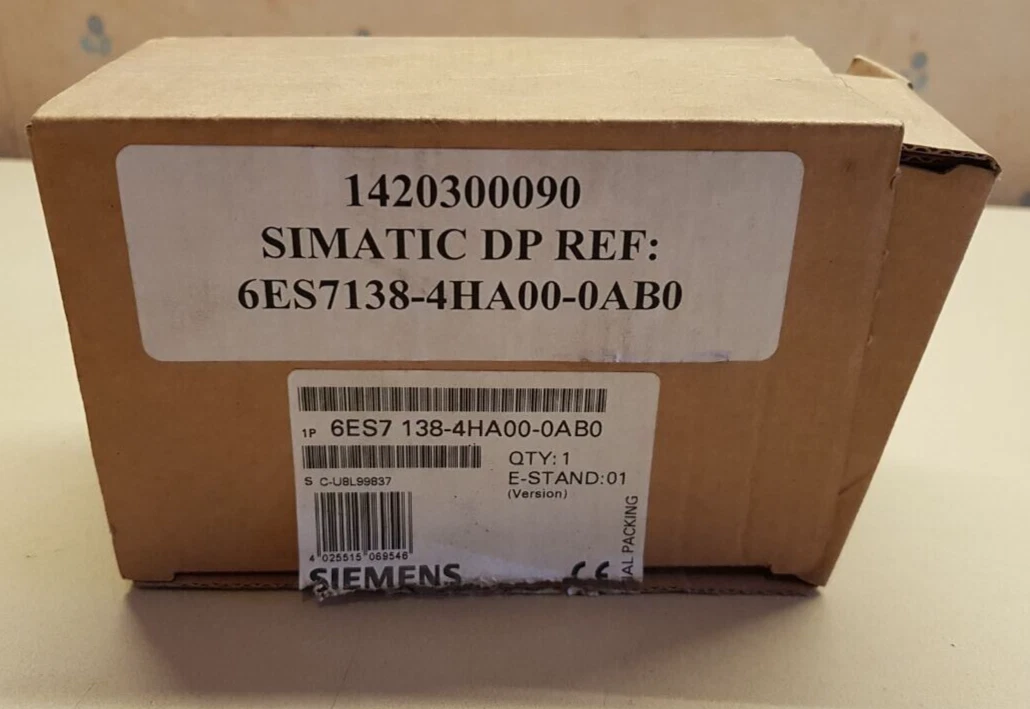 1420300090
SIMATIC DP REF:
6ES7138-4HA00-0AB0
1P 6ES7 138-4HA00-0AB0
QTY: 1
S C-U8L99837
E-STAND:01
(Version)
4 025515 069546
SIEMENS
CE
PACKING